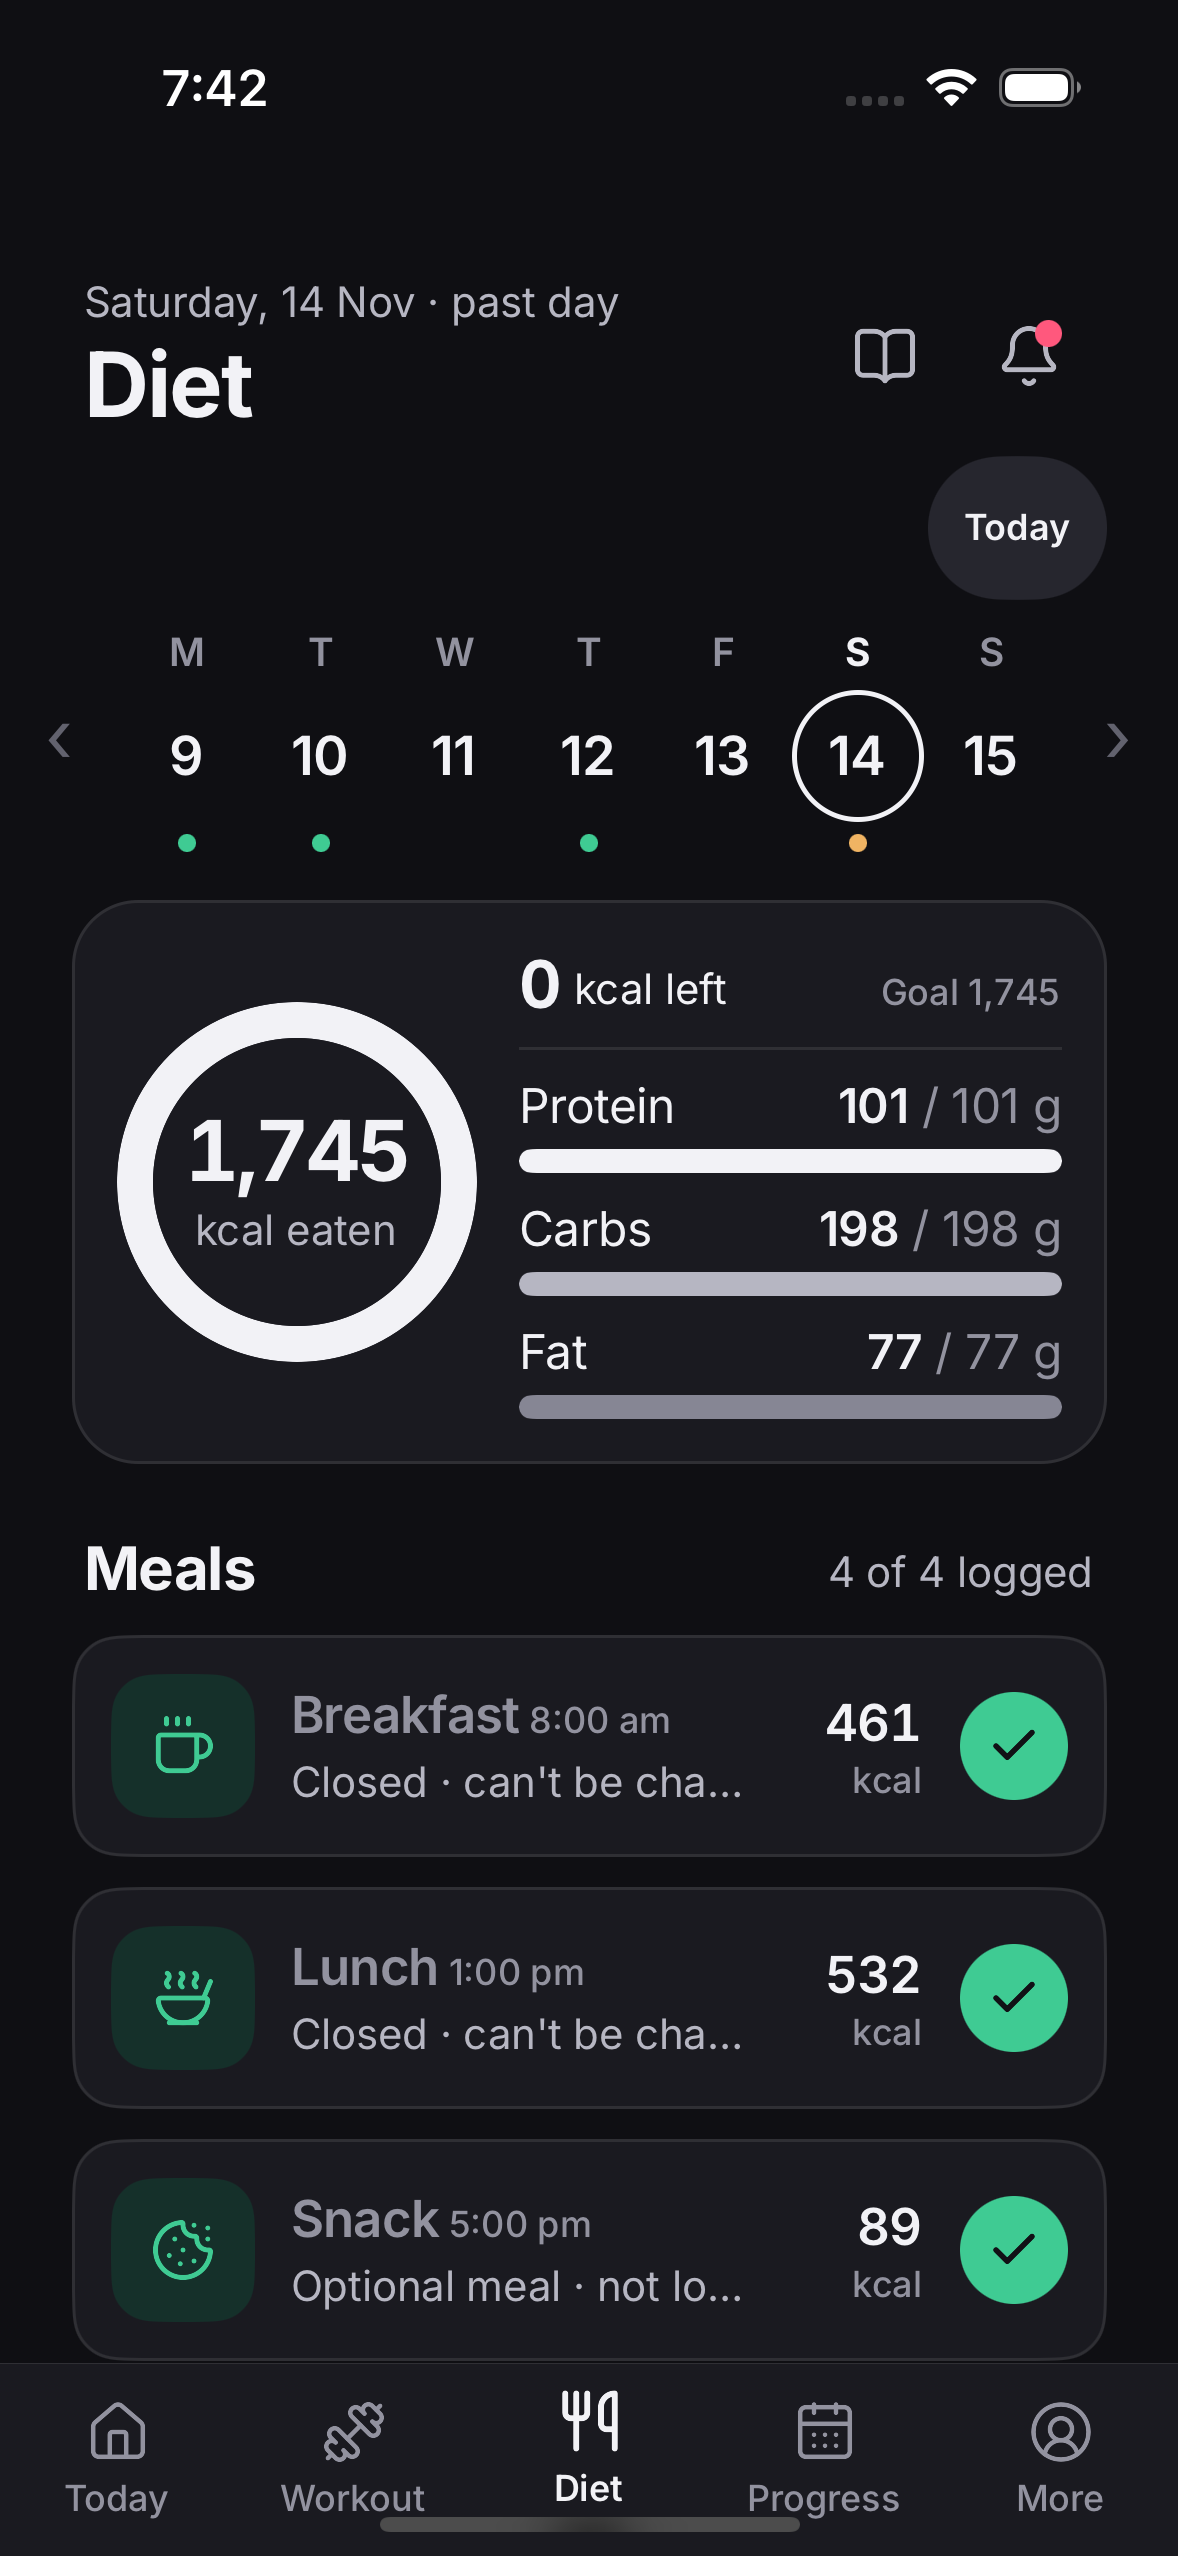 7:42
Saturday, 14 Nov · past day
Diet
Today
M T W T F S S
9 10 11 12 13 14 15
0 kcal left Goal 1,745
1,745
kcal eaten
Protein 101 / 101 g
Carbs 198 / 198 g
Fat 77 / 77 g
Meals 4 of 4 logged
Breakfast 8:00 am 461
Closed · can't be cha... kcal
Lunch 1:00 pm 532
Closed · can't be cha... kcal
Snack 5:00 pm 89
Optional meal · not lo... kcal
Today Workout Diet Progress More